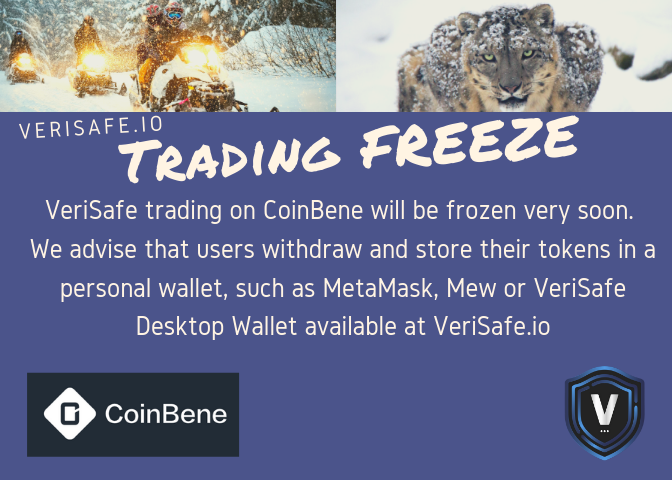 VERISAFE.IO
TRADING FREEZE
VeriSafe trading on CoinBene will be frozen very soon.
We advise that users withdraw and store their tokens in a
personal wallet, such as MetaMask, Mew or VeriSafe
Desktop Wallet available at VeriSafe.io
CoinBene
V